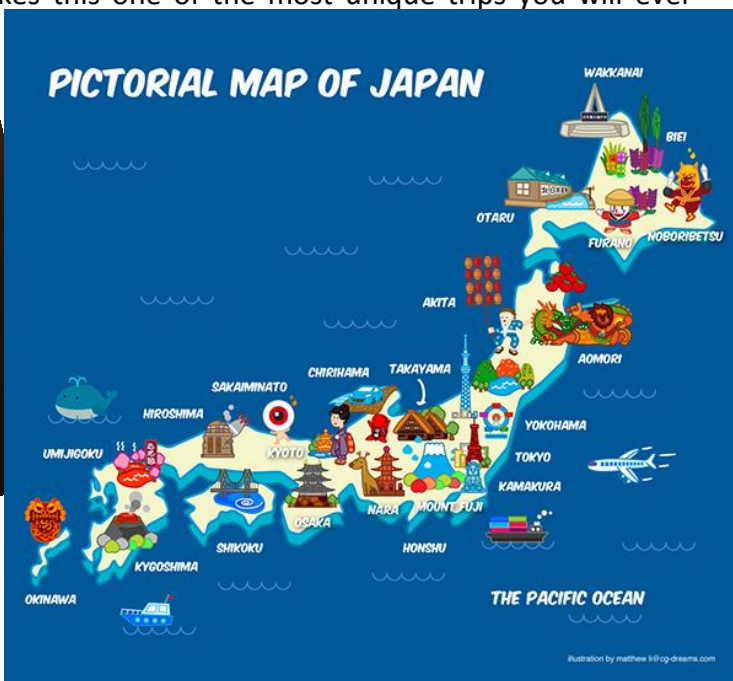 this one of the most unique trips you will ever
PICTORIAL MAP OF JAPAN
WAKKANAI
BIEI
OTARU
FURANO
NOBORIBETSU
AKITA
AOMORI
CHIRIHAMA
TAKAYAMA
SAKAIMINATO
HIROSHIMA
YOKOHAMA
KYOTO
UMIJIGOKU
TOKYO
KAMAKURA
NARA
MOUNT FUJI
OSAKA
SHIKOKU
HONSHU
KYGOSHIMA
OKINAWA
THE PACIFIC OCEAN
illustration by matthew li@cg-dreams.com